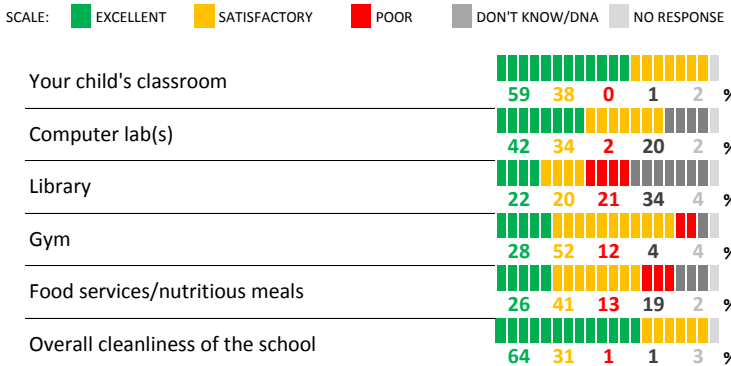 SCALE: EXCELLENT SATISFACTORY POOR DON'T KNOW/DNA NO RESPONSE
Your child's classroom
59 38 0 1 2 %
Computer lab(s)
42 34 2 20 2 %
Library
22 20 21 34 4 %
Gym
28 52 12 4 4 %
Food services/nutritious meals
26 41 13 19 2 %
Overall cleanliness of the school
64 31 1 1 3 %